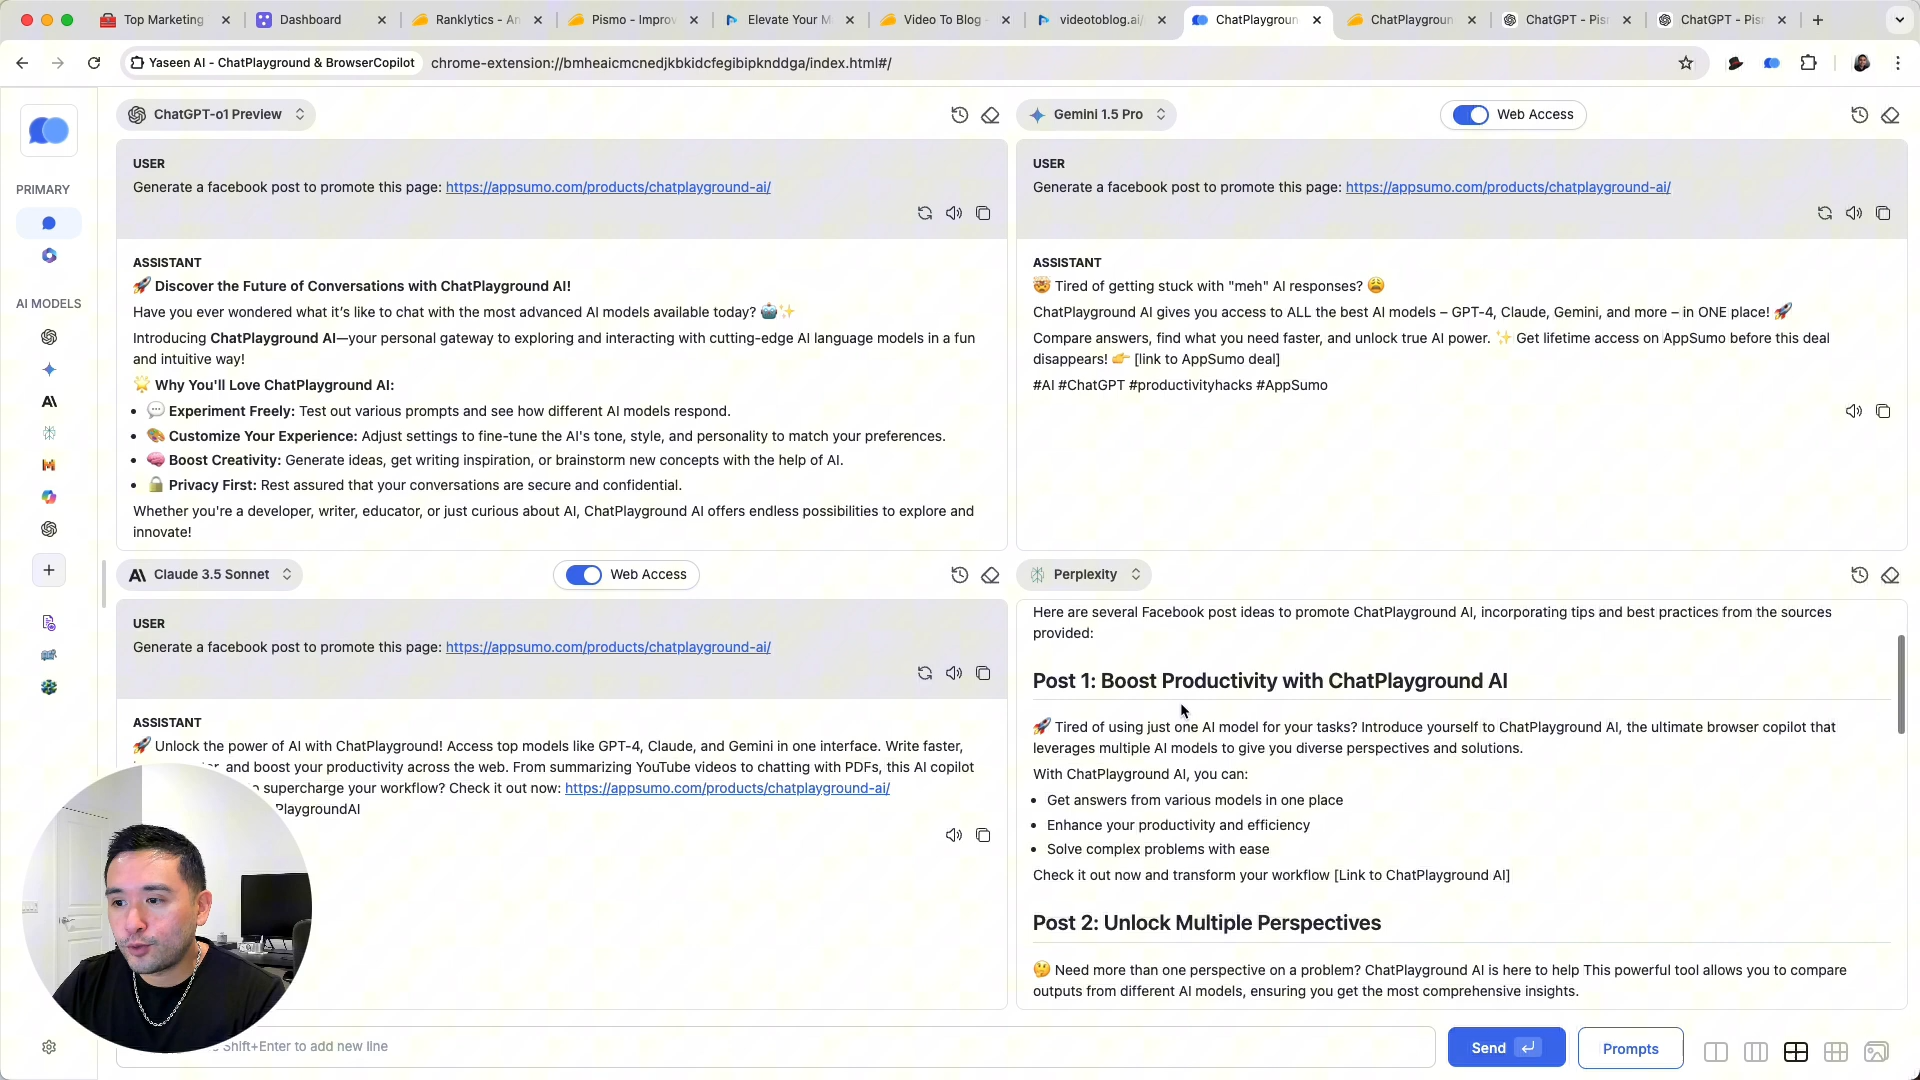 Top Marketing
Dashboard
Ranklytics - An
Pismo - Improv
Elevate Your M
Video To Blog -
videotoblog.ai/
ChatPlaygroun
ChatPlaygroun
ChatGPT - Pis
ChatGPT - Pis
Yaseen AI - ChatPlayground & BrowserCopilot
chrome-extension://bmheaicmcnedjkbkidcfegibipknddga/index.html#/
PRIMARY
AI MODELS
ChatGPT-o1 Preview
USER
Generate a facebook post to promote this page: https://appsumo.com/products/chatplayground-ai/
ASSISTANT
🚀 Discover the Future of Conversations with ChatPlayground AI!
Have you ever wondered what it's like to chat with the most advanced AI models available today? 🤖✨
Introducing ChatPlayground AI—your personal gateway to exploring and interacting with cutting-edge AI language models in a fun
and intuitive way!
🌟 Why You'll Love ChatPlayground AI:
• 💬 Experiment Freely: Test out various prompts and see how different AI models respond.
• 🎨 Customize Your Experience: Adjust settings to fine-tune the AI's tone, style, and personality to match your preferences.
• 🧠 Boost Creativity: Generate ideas, get writing inspiration, or brainstorm new concepts with the help of AI.
• 🔒 Privacy First: Rest assured that your conversations are secure and confidential.
Whether you're a developer, writer, educator, or just curious about AI, ChatPlayground AI offers endless possibilities to explore and
innovate!
Gemini 1.5 Pro
Web Access
USER
Generate a facebook post to promote this page: https://appsumo.com/products/chatplayground-ai/
ASSISTANT
🤯 Tired of getting stuck with "meh" AI responses? 😩
ChatPlayground AI gives you access to ALL the best AI models – GPT-4, Claude, Gemini, and more – in ONE place! 🚀
Compare answers, find what you need faster, and unlock true AI power. ✨ Get lifetime access on AppSumo before this deal
disappears! 👉 [link to AppSumo deal]
#AI #ChatGPT #productivityhacks #AppSumo
Claude 3.5 Sonnet
Web Access
USER
Generate a facebook post to promote this page: https://appsumo.com/products/chatplayground-ai/
ASSISTANT
🚀 Unlock the power of AI with ChatPlayground! Access top models like GPT-4, Claude, and Gemini in one interface. Write faster,
and boost your productivity across the web. From summarizing YouTube videos to chatting with PDFs, this AI copilot
supercharge your workflow? Check it out now: https://appsumo.com/products/chatplayground-ai/
PlaygroundAI
Perplexity
Here are several Facebook post ideas to promote ChatPlayground AI, incorporating tips and best practices from the sources
provided:
Post 1: Boost Productivity with ChatPlayground AI
🚀 Tired of using just one AI model for your tasks? Introduce yourself to ChatPlayground AI, the ultimate browser copilot that
leverages multiple AI models to give you diverse perspectives and solutions.
With ChatPlayground AI, you can:
• Get answers from various models in one place
• Enhance your productivity and efficiency
• Solve complex problems with ease
Check it out now and transform your workflow [Link to ChatPlayground AI]
Post 2: Unlock Multiple Perspectives
🤔 Need more than one perspective on a problem? ChatPlayground AI is here to help This powerful tool allows you to compare
outputs from different AI models, ensuring you get the most comprehensive insights.
Shift+Enter to add new line
Send
Prompts